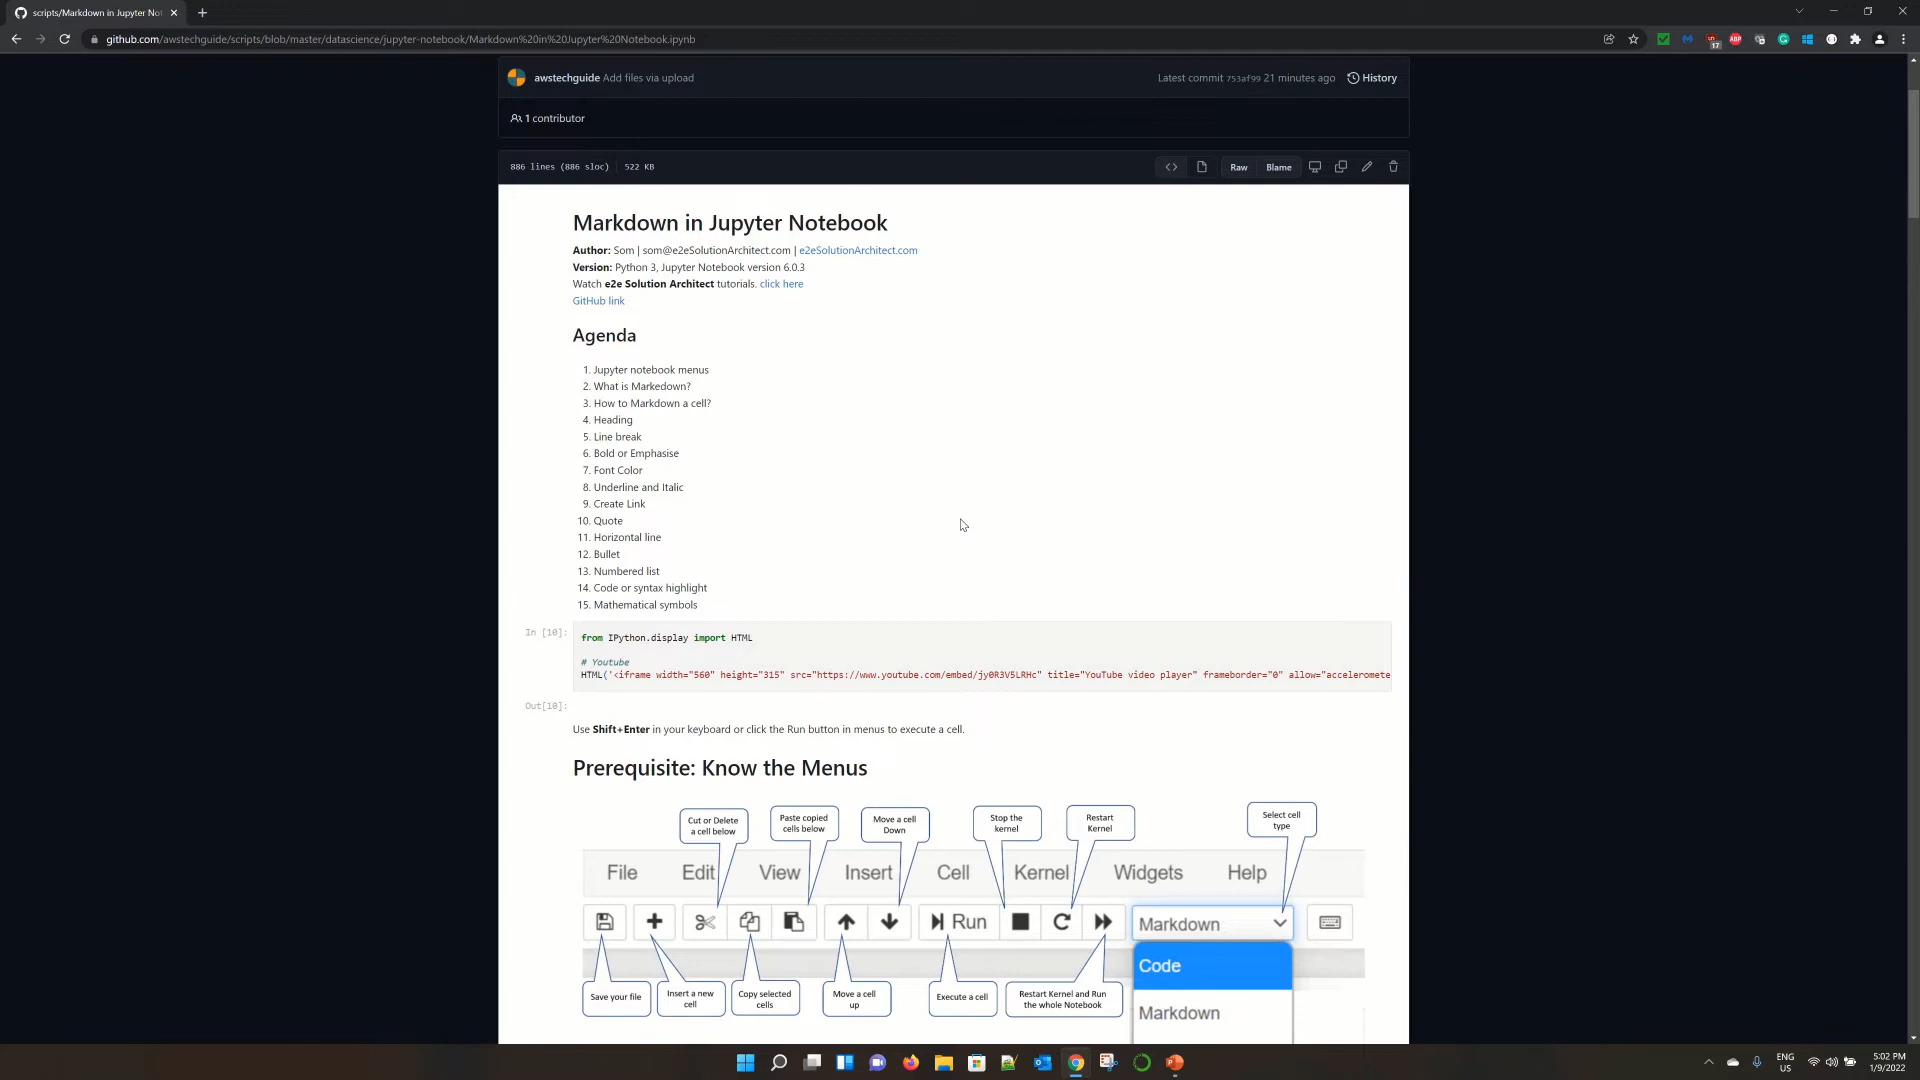 scripts/Markdown in Jupyter Not
github.com/awstechguide/scripts/blob/master/datascience/jupyter-notebook/Markdown%20in%20Jupyter%20Notebook.ipynb
17
ABP
awstechguide Add files via upload
Latest commit 753af99 21 minutes ago
History
1 contributor
886 lines (886 sloc)
522 KB
<>
Raw
Blame
Markdown in Jupyter Notebook
Author: Som | som@e2eSolutionArchitect.com | e2eSolutionArchitect.com
Version: Python 3, Jupyter Notebook version 6.0.3
Watch e2e Solution Architect tutorials. click here
GitHub link
Agenda
1. Jupyter notebook menus
2. What is Markedown?
3. How to Markdown a cell?
4. Heading
5. Line break
6. Bold or Emphasise
7. Font Color
8. Underline and Italic
9. Create Link
10. Quote
11. Horizontal line
12. Bullet
13. Numbered list
14. Code or syntax highlight
15. Mathematical symbols
In [10]:
from IPython.display import HTML
# Youtube
HTML('<iframe width="560" height="315" src="https://www.youtube.com/embed/jy0R3V5LRHc" title="YouTube video player" frameborder="0" allow="acceleromete
Out[10]:
Use Shift+Enter in your keyboard or click the Run button in menus to execute a cell.
Prerequisite: Know the Menus
Cut or Delete
a cell below
Paste copied
cells below
Move a cell
Down
Stop the
kernel
Restart
Kernel
Select cell
type
File
Edit
View
Insert
Cell
Kernel
Widgets
Help
Run
Markdown
Code
Markdown
Save your file
Insert a new
cell
Copy selected
cells
Move a cell
up
Execute a cell
Restart Kernel and Run
the whole Notebook
ENG
US
5:02 PM
1/9/2022